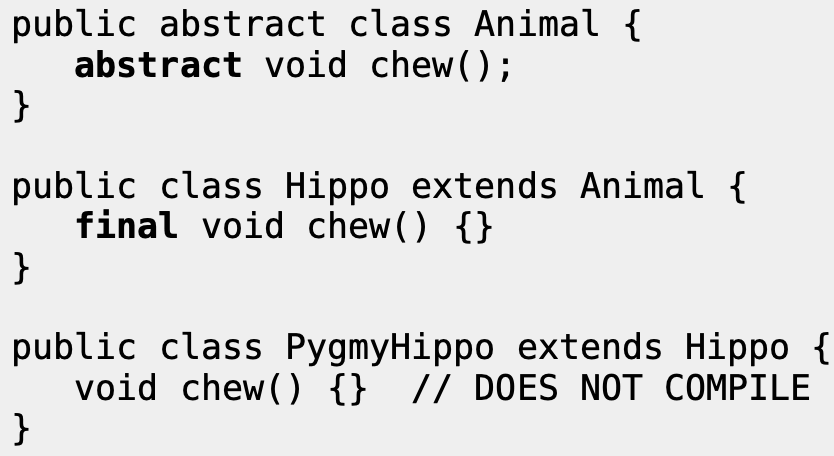 public abstract class Animal {
   abstract void chew();
}

public class Hippo extends Animal {
   final void chew() {}
}

public class PygmyHippo extends Hippo {
   void chew() {}  // DOES NOT COMPILE
}